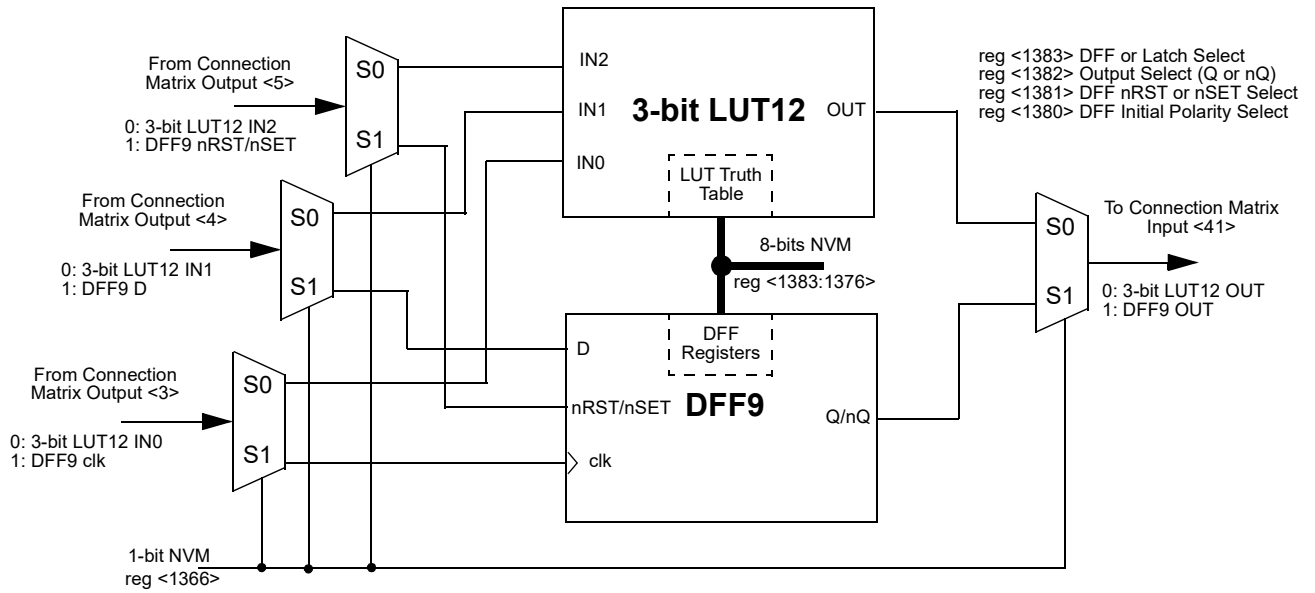 From Connection
Matrix Output <5>
0: 3-bit LUT12 IN2
1: DFF9 nRST/nSET
S0
S1
From Connection
Matrix Output <4>
0: 3-bit LUT12 IN1
1: DFF9 D
S0
S1
From Connection
Matrix Output <3>
0: 3-bit LUT12 IN0
1: DFF9 clk
S0
S1
1-bit NVM
reg <1366>
IN2
IN1
IN0
3-bit LUT12
OUT
LUT Truth
Table
8-bits NVM
reg <1383:1376>
DFF
Registers
D
nRST/nSET
DFF9
Q/nQ
clk
reg <1383> DFF or Latch Select
reg <1382> Output Select (Q or nQ)
reg <1381> DFF nRST or nSET Select
reg <1380> DFF Initial Polarity Select
S0
S1
To Connection Matrix
Input <41>
0: 3-bit LUT12 OUT
1: DFF9 OUT